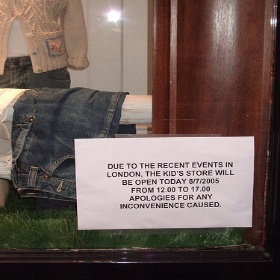 DUE TO THE RECENT EVENTS IN
LONDON, THE KID'S STORE WILL
BE OPEN TODAY 8/7/2005
FROM 12.00 TO 17.00
APOLOGIES FOR ANY
INCONVENIENCE CAUSED.